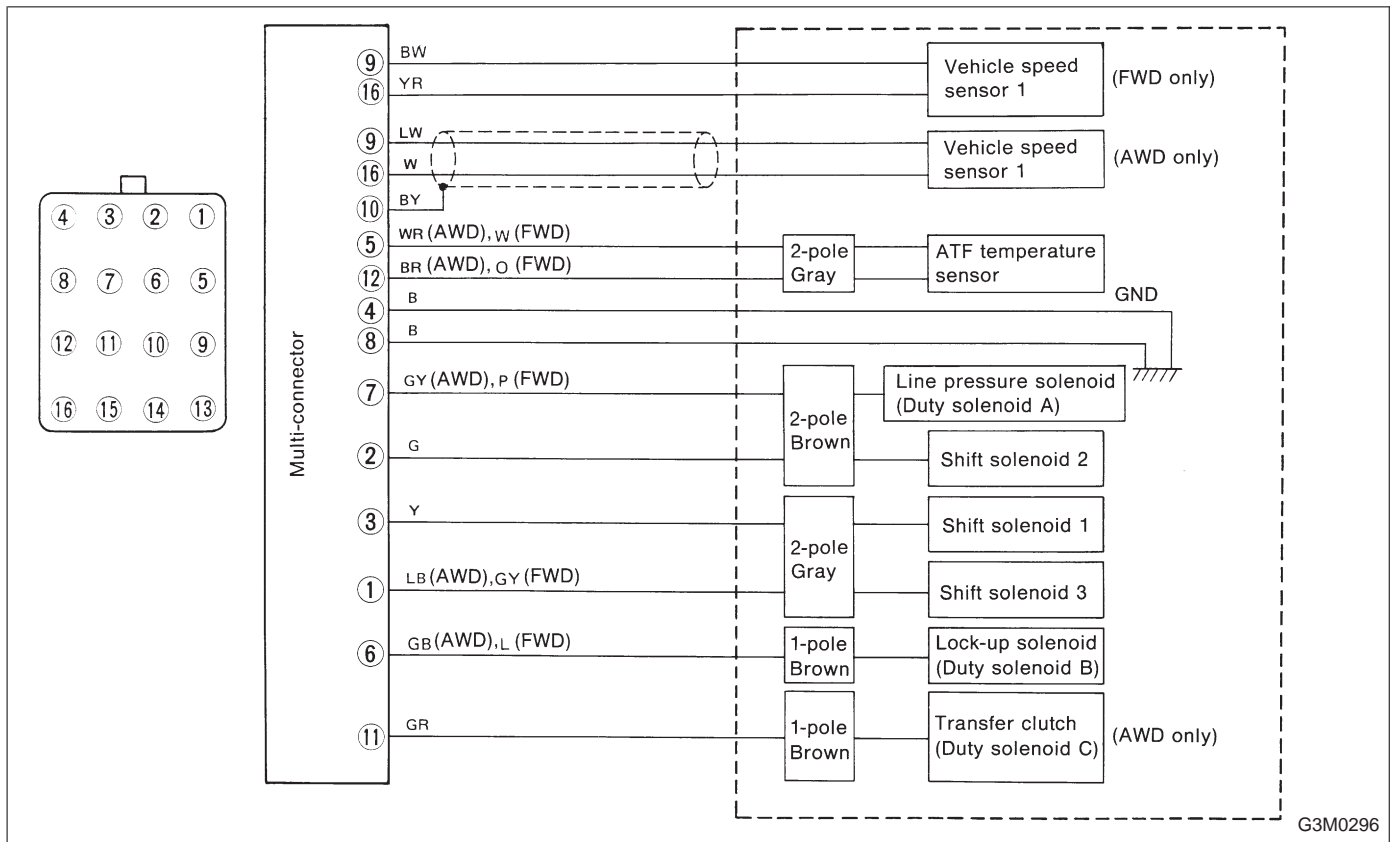 ④ ③ ② ①
⑧ ⑦ ⑥ ⑤
⑫ ⑪ ⑩ ⑨
⑯ ⑮ ⑭ ⑬
Multi-connector
⑨ BW
⑯ YR
Vehicle speed
sensor 1
(FWD only)
⑨ LW
⑯ W
⑩ BY
Vehicle speed
sensor 1
(AWD only)
⑤ WR (AWD), W (FWD)
⑫ BR (AWD), O (FWD)
2-pole
Gray
ATF temperature
sensor
④ B
⑧ B
GND
⑦ GY (AWD), P (FWD)
② G
2-pole
Brown
Line pressure solenoid
(Duty solenoid A)
Shift solenoid 2
③ Y
① LB (AWD), GY (FWD)
2-pole
Gray
Shift solenoid 1
Shift solenoid 3
⑥ GB (AWD), L (FWD)
1-pole
Brown
Lock-up solenoid
(Duty solenoid B)
⑪ GR
1-pole
Brown
Transfer clutch
(Duty solenoid C)
(AWD only)
G3M0296